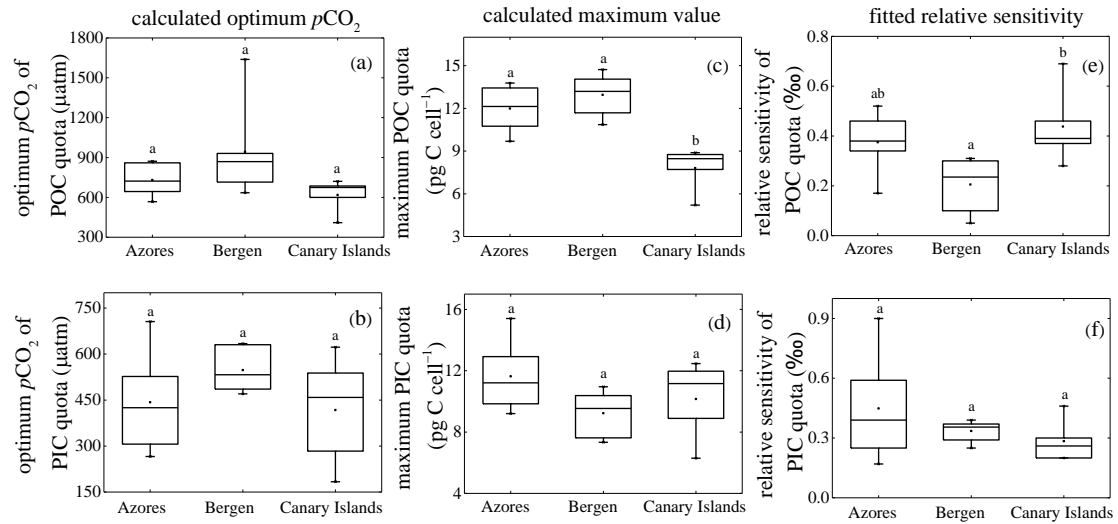 calculated optimum pCO₂
calculated maximum value
fitted relative sensitivity
optimum pCO₂ of
POC quota (μatm)
1800
1500
1200
900
600
300
a
a
a
(a)
Azores
Bergen
Canary Islands
maximum POC quota
(pg C cell⁻¹)
15
12
9
6
3
a
a
b
(c)
Azores
Bergen
Canary Islands
relative sensitivity of
POC quota (‰)
0.8
0.6
0.4
0.2
0.0
ab
a
b
(e)
Azores
Bergen
Canary Islands
optimum pCO₂ of
PIC quota (μatm)
750
600
450
300
150
a
a
a
(b)
Azores
Bergen
Canary Islands
maximum PIC quota
(pg C cell⁻¹)
16
12
8
4
a
a
a
(d)
Azores
Bergen
Canary Islands
relative sensitivity of
PIC quota (‰)
0.9
0.6
0.3
0.0
a
a
a
(f)
Azores
Bergen
Canary Islands